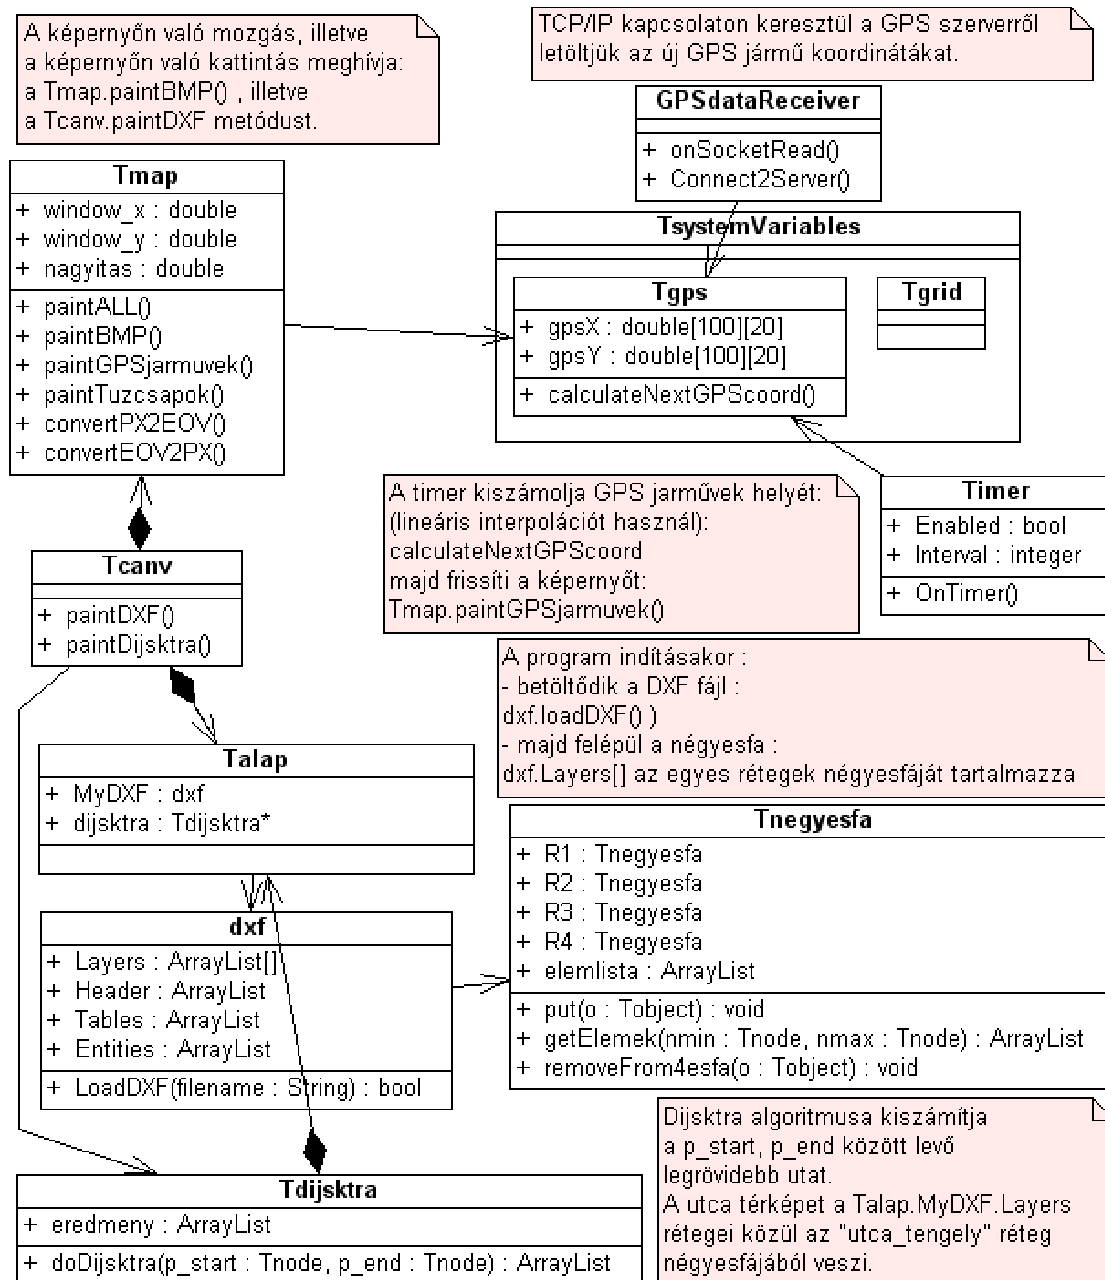 A képernyőn való mozgás, illetve
a képernyőn való kattintás meghívja:
a Tmap.paintBMP() , illetve
a Tcanv.paintDXF metódust.
TCP/IP kapcsolaton keresztül a GPS szerverről
letöltjük az új GPS jármű koordinátákat.
GPSdataReceiver
+ onSocketRead()
+ Connect2Server()
Tmap
+ window_x : double
+ window_y : double
+ nagyitas : double
+ paintALL()
+ paintBMP()
+ paintGPSjarmuvek()
+ paintTuzcsapok()
+ convertPX2EOV()
+ convertEOV2PX()
TsystemVariables
Tgps
+ gpsX : double[100][20]
+ gpsY : double[100][20]
+ calculateNextGPScoord()
Tgrid
A timer kiszámolja GPS jarművek helyét:
(lineáris interpolációt használ):
calculateNextGPScoord
majd frissíti a képernyőt:
Tmap.paintGPSjarmuvek()
Timer
+ Enabled : bool
+ Interval : integer
+ OnTimer()
Tcanv
+ paintDXF()
+ paintDijsktra()
A program indításakor :
- betöltődik a DXF fájl :
dxf.loadDXF() )
- majd felépül a négyesfa :
dxf.Layers[] az egyes rétegek négyesfáját tartalmazza
Talap
+ MyDXF : dxf
+ dijsktra : Tdijsktra*
Tnegyesfa
+ R1 : Tnegyesfa
+ R2 : Tnegyesfa
+ R3 : Tnegyesfa
+ R4 : Tnegyesfa
+ elemlista : ArrayList
+ put(o : Tobject) : void
+ getElemek(nmin : Tnode, nmax : Tnode) : ArrayList
+ removeFrom4esfa(o : Tobject) : void
dxf
+ Layers : ArrayList[]
+ Header : ArrayList
+ Tables : ArrayList
+ Entities : ArrayList
+ LoadDXF(filename : String) : bool
Dijsktra algoritmusa kiszámítja
a p_start, p_end között levő
legrövidebb utat.
A utca térképet a Talap.MyDXF.Layers
rétegei közül az "utca_tengely" réteg
négyesfájából veszi.
Tdijsktra
+ eredmeny : ArrayList
+ doDijsktra(p_start : Tnode, p_end : Tnode) : ArrayList